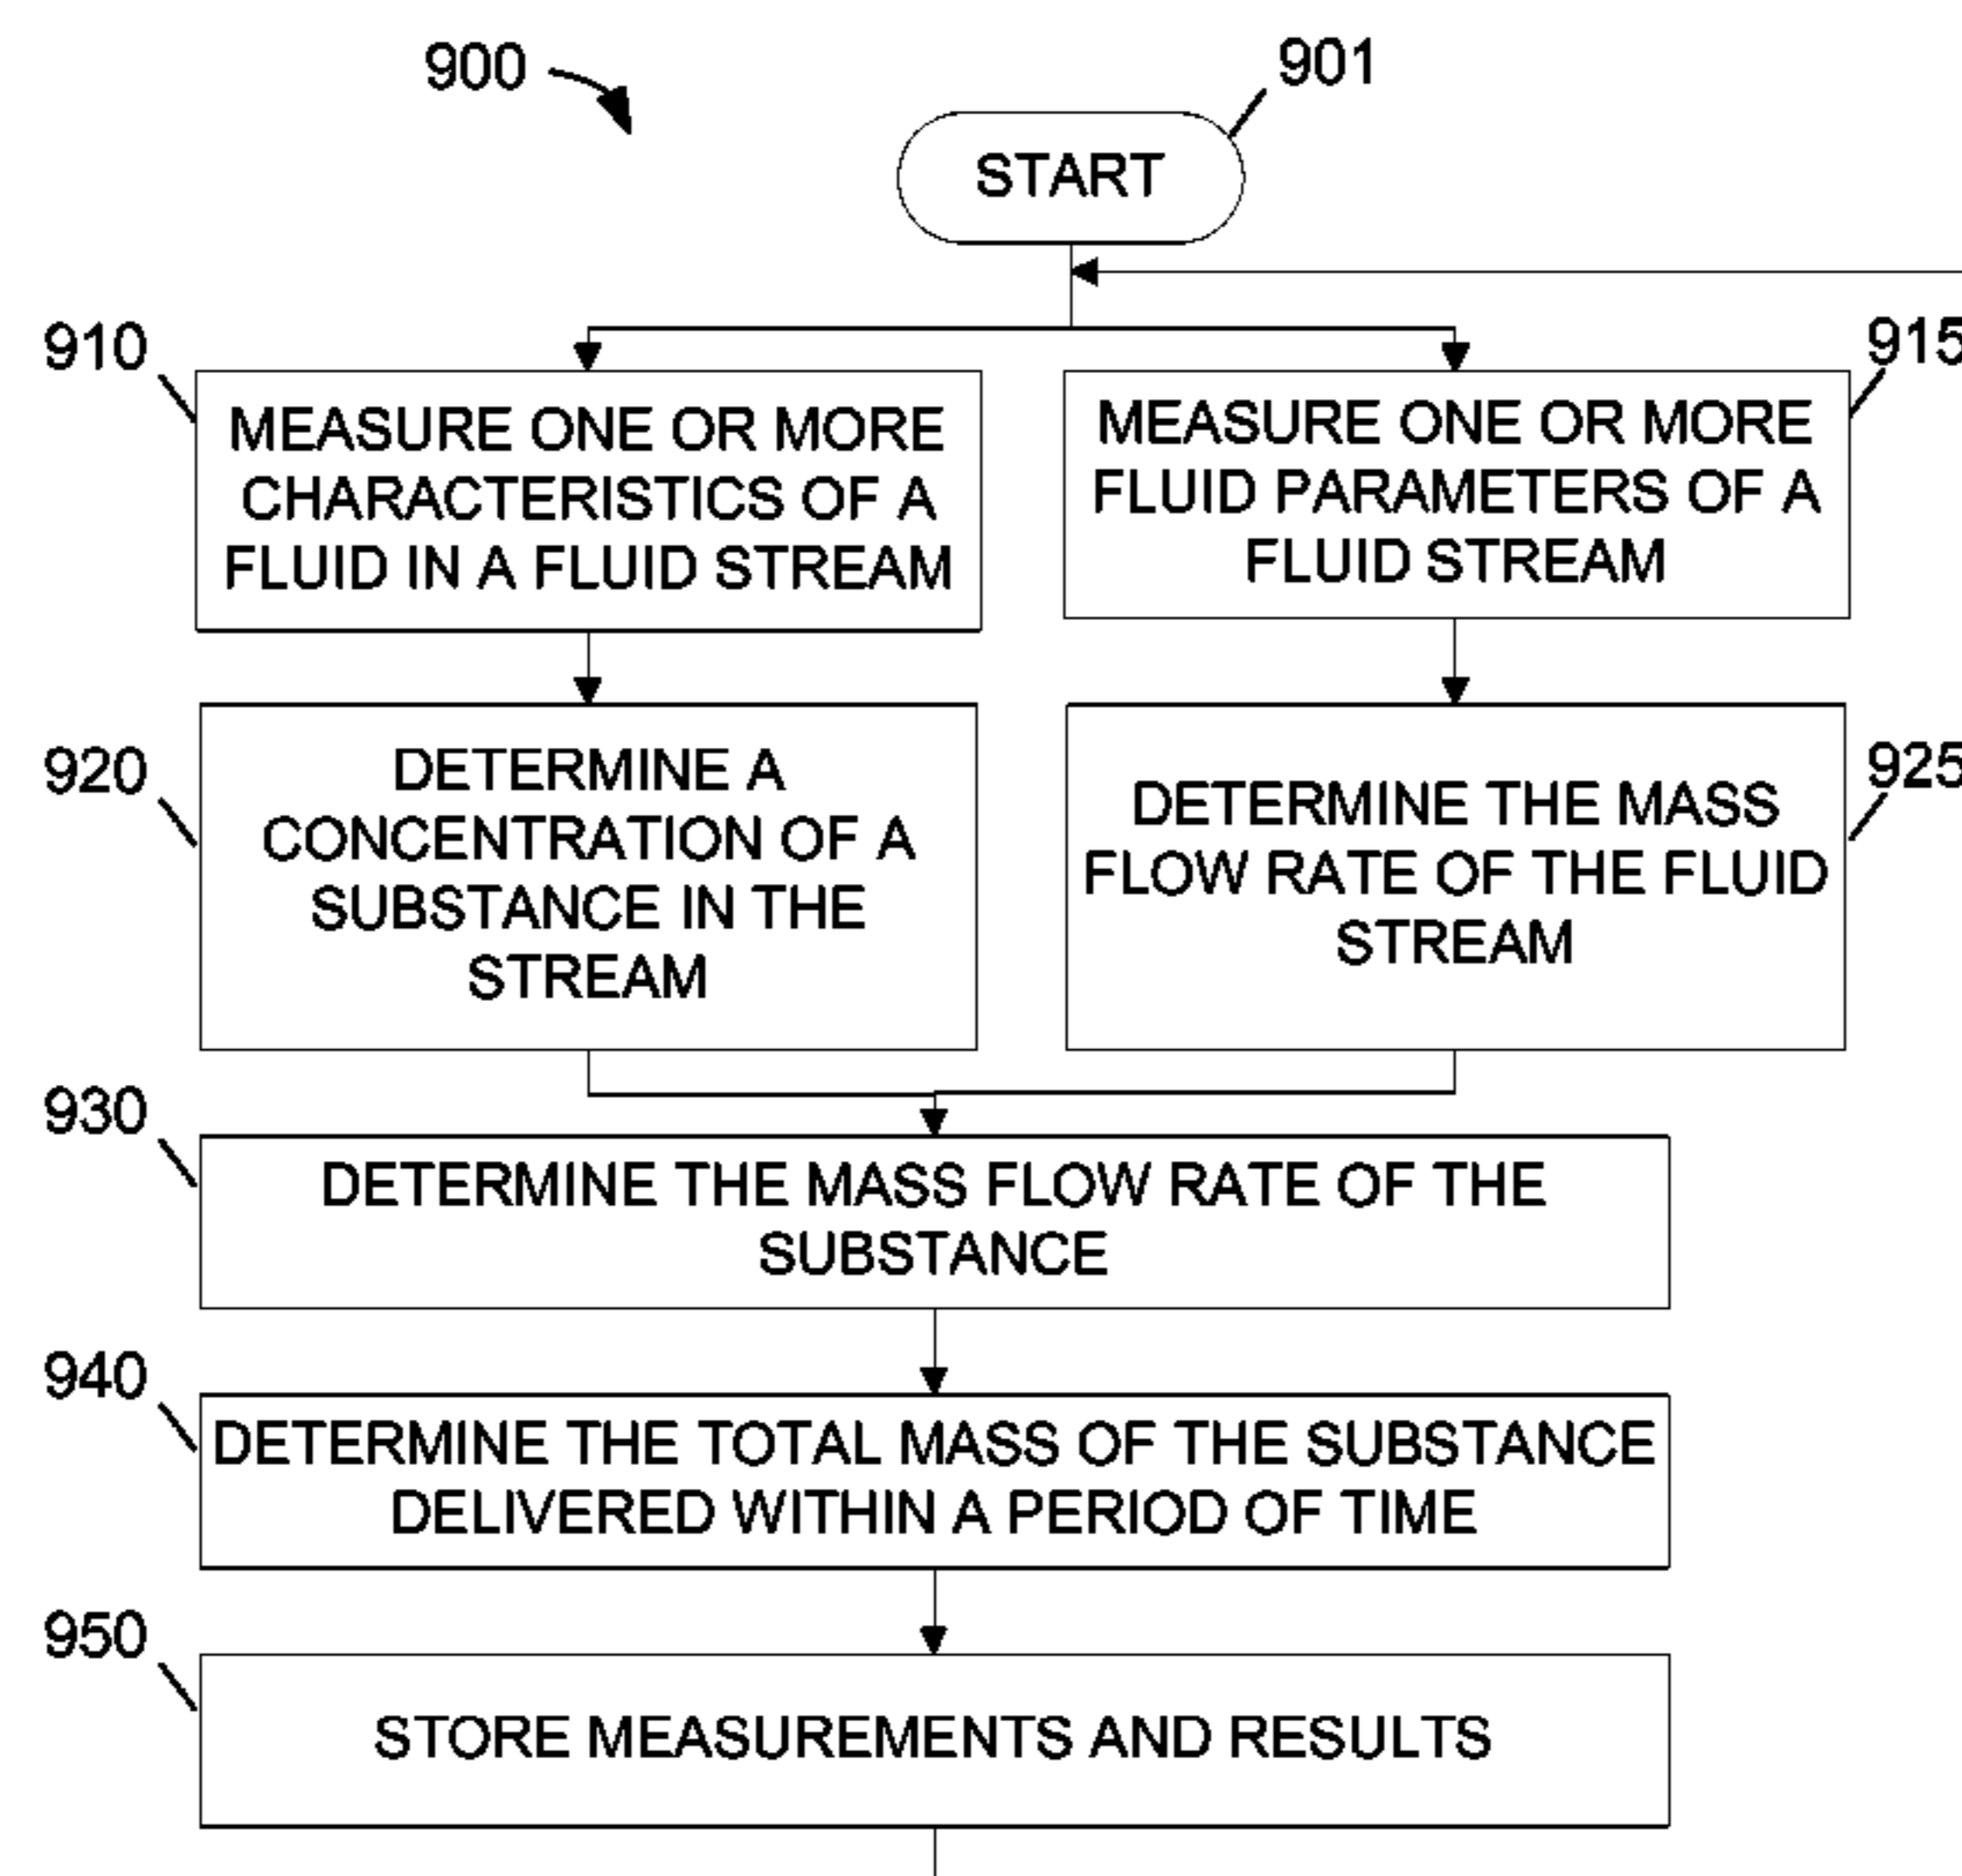 900
901
START
910
MEASURE ONE OR MORE
CHARACTERISTICS OF A
FLUID IN A FLUID STREAM
915
MEASURE ONE OR MORE
FLUID PARAMETERS OF A
FLUID STREAM
920
DETERMINE A
CONCENTRATION OF A
SUBSTANCE IN THE
STREAM
925
DETERMINE THE MASS
FLOW RATE OF THE FLUID
STREAM
930
DETERMINE THE MASS FLOW RATE OF THE
SUBSTANCE
940
DETERMINE THE TOTAL MASS OF THE SUBSTANCE
DELIVERED WITHIN A PERIOD OF TIME
950
STORE MEASUREMENTS AND RESULTS